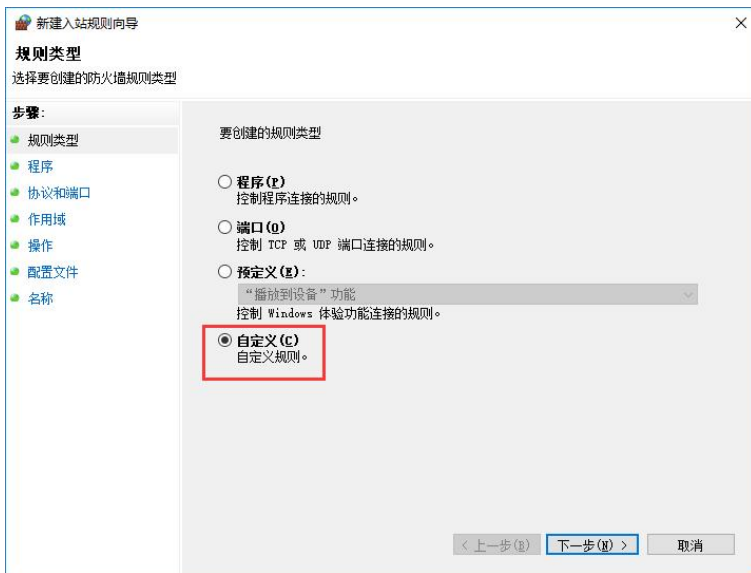 新建入站规则向导
规则类型
选择要创建的防火墙规则类型
步骤:
规则类型
程序
协议和端口
作用域
操作
配置文件
名称
要创建的规则类型
程序(P)
控制程序连接的规则。
端口(O)
控制 TCP 或 UDP 端口连接的规则。
预定义(E):
“播放到设备”功能
控制 Windows 体验功能连接的规则。
自定义(C)
自定义规则。
< 上一步(B) 下一步(N) > 取消